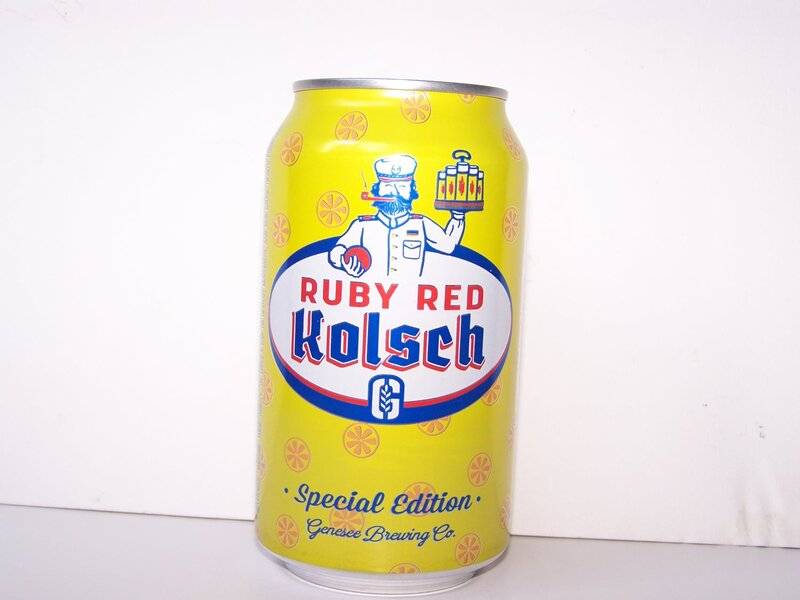 RUBY RED
Kolsch
G
· Special Edition ·
Genesee Brewing Co.